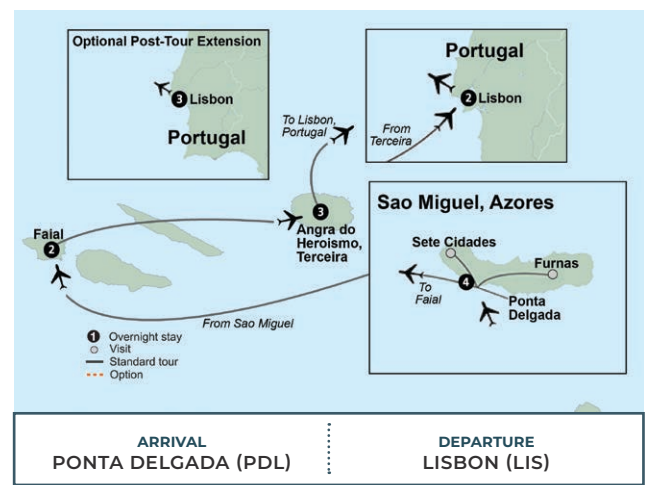 Optional Post-Tour Extension
3 Lisbon
Portugal
Portugal
2 Lisbon
From
Terceira
To Lisbon,
Portugal
Faial
2
3
Angra do
Heroismo,
Terceira
From Sao Miguel
Sao Miguel, Azores
Sete Cidades
Furnas
4
To
Faial
Ponta
Delgada
1 Overnight stay
Visit
Standard tour
Option
ARRIVAL
PONTA DELGADA (PDL)
DEPARTURE
LISBON (LIS)